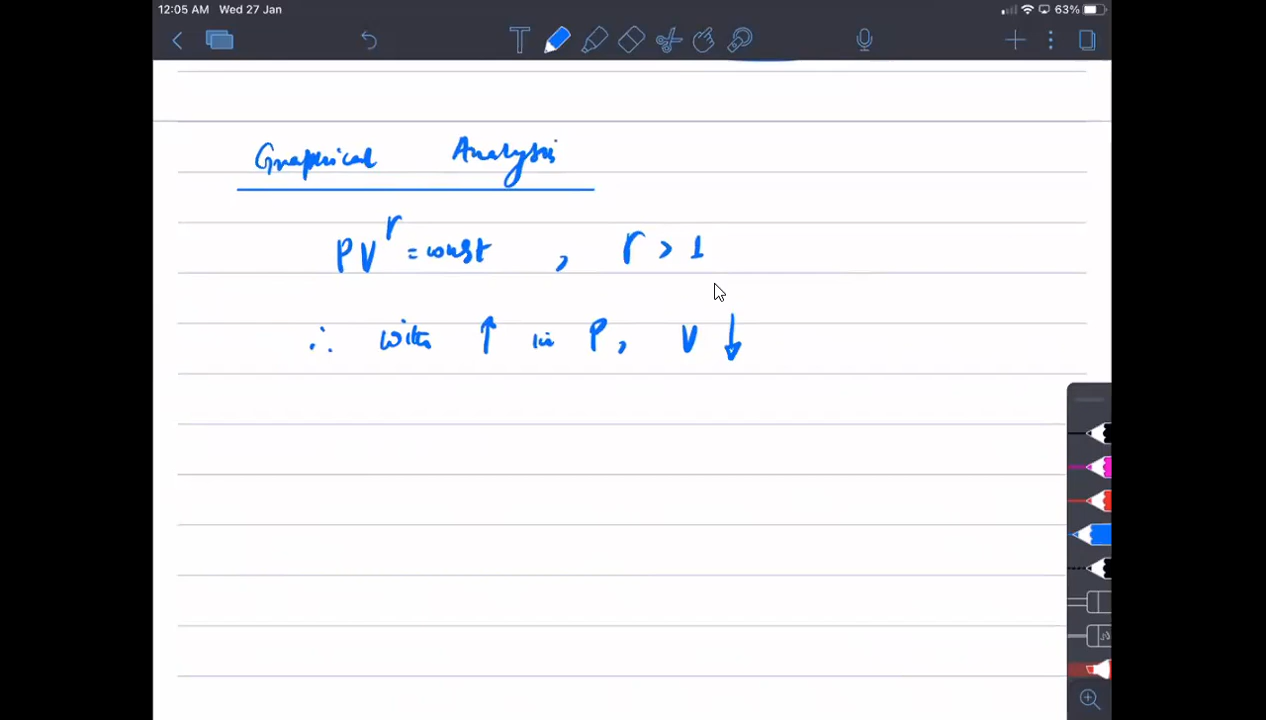 12:05 AM Wed 27 Jan 63%
Graphical Analysis
PV^r = const , r > 1
∴ with ↑ in P, V ↓